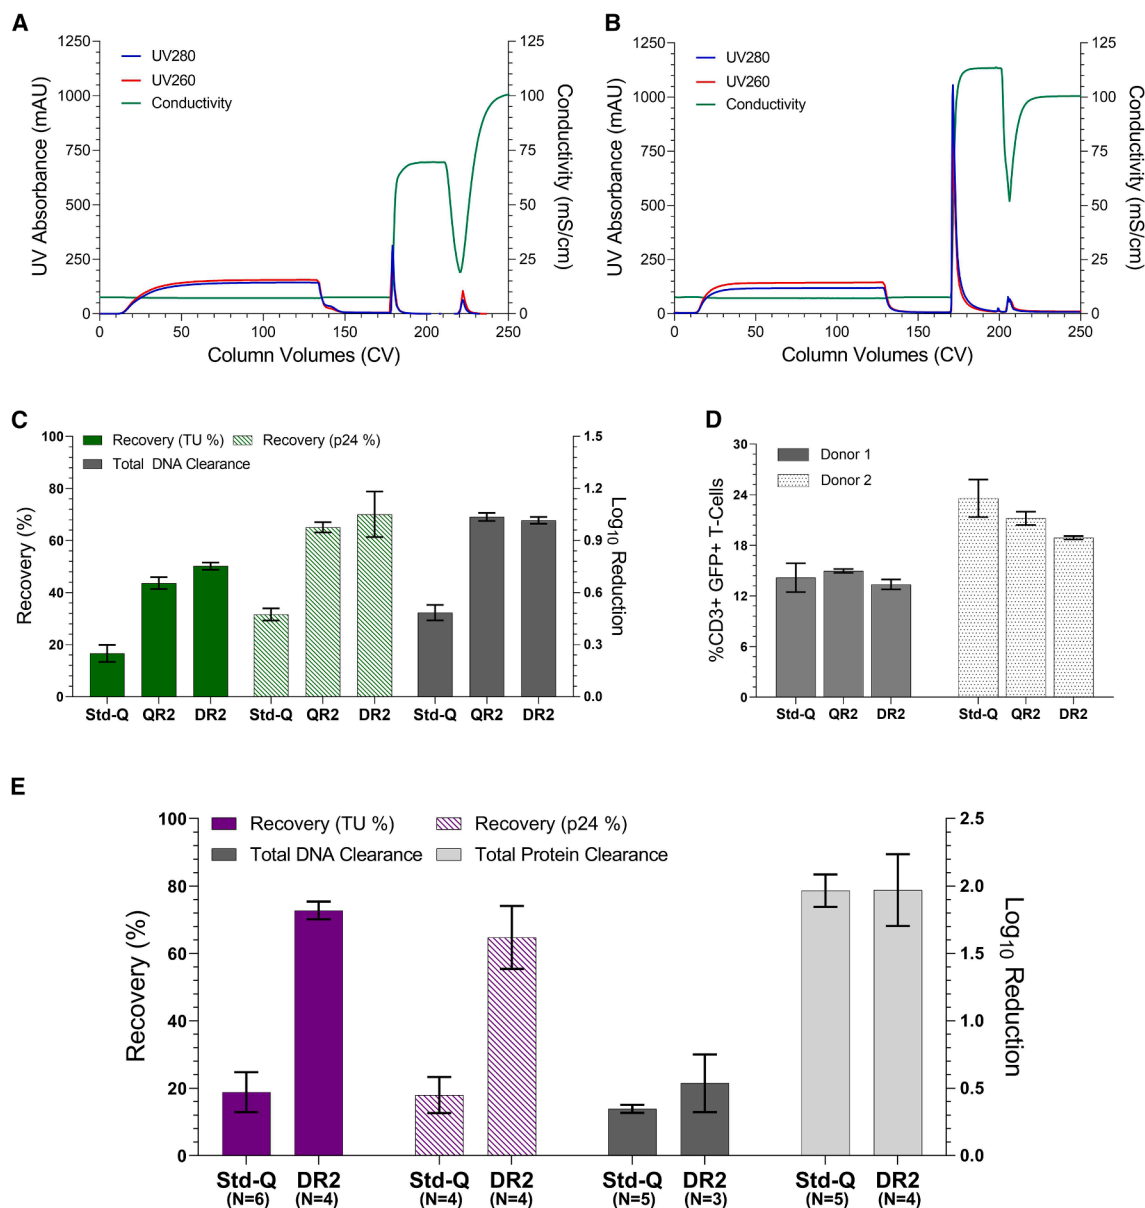 A
UV280
UV260
Conductivity
UV Absorbance (mAU)
1250
1000
750
500
250
0
Conductivity (mS/cm)
125
100
75
50
25
0
0 50 100 150 200 250
Column Volumes (CV)
B
UV280
UV260
Conductivity
UV Absorbance (mAU)
1250
1000
750
500
250
0
Conductivity (mS/cm)
125
100
75
50
25
0
0 50 100 150 200 250
Column Volumes (CV)
C
Recovery (TU %) Recovery (p24 %)
Total DNA Clearance
Recovery (%)
100
80
60
40
20
0
Log10 Reduction
1.5
1.2
0.9
0.6
0.3
0.0
Std-Q QR2 DR2 Std-Q QR2 DR2 Std-Q QR2 DR2
D
Donor 1
Donor 2
%CD3+ GFP+ T-Cells
30
24
18
12
6
0
Std-Q QR2 DR2 Std-Q QR2 DR2
E
Recovery (TU %) Recovery (p24 %)
Total DNA Clearance Total Protein Clearance
Recovery (%)
100
80
60
40
20
0
Log10 Reduction
2.5
2.0
1.5
1.0
0.5
0.0
Std-Q DR2 Std-Q DR2 Std-Q DR2 Std-Q DR2
(N=6) (N=4) (N=4) (N=4) (N=5) (N=3) (N=5) (N=4)